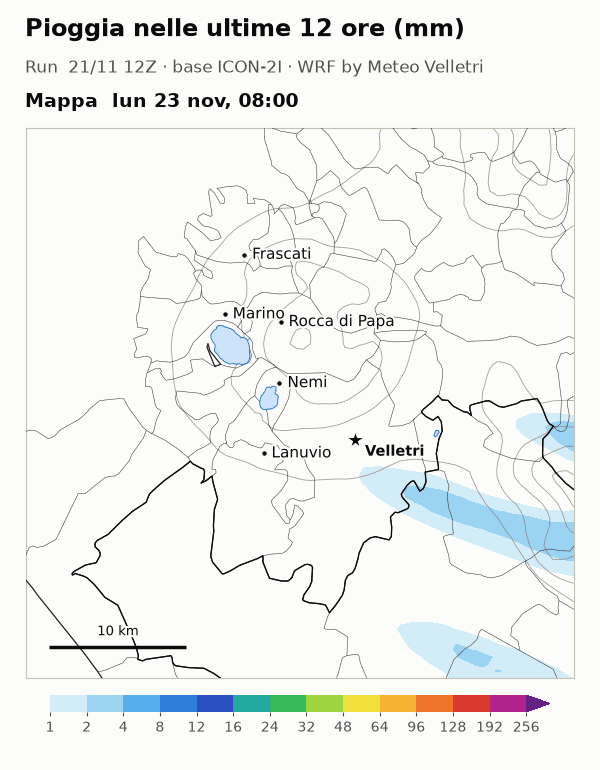 Pioggia nelle ultime 12 ore (mm)
Run  21/11 12Z · base ICON-2I · WRF by Meteo Velletri
Mappa  lun 23 nov, 08:00
Frascati
Marino
Rocca di Papa
Nemi
Velletri
Lanuvio
10 km
1 2 4 8 12 16 24 32 48 64 96 128 192 256